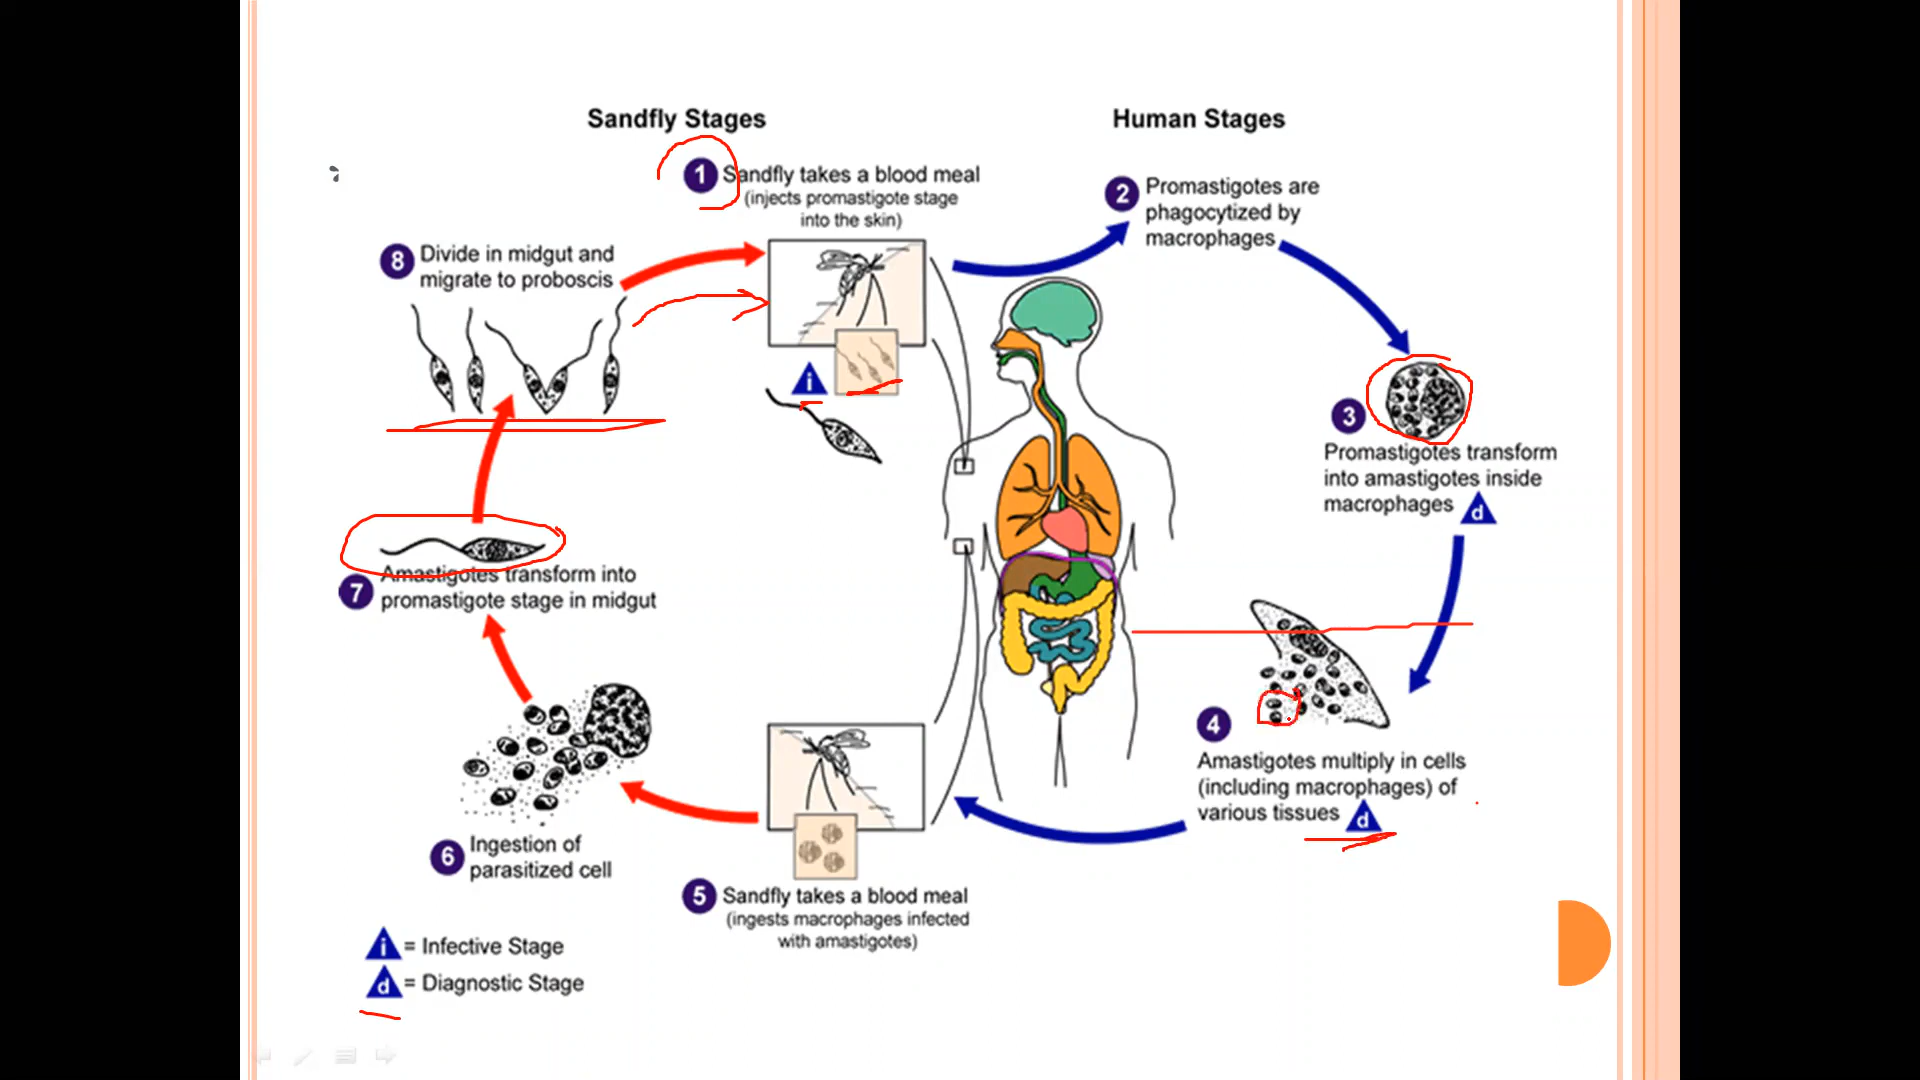 Sandfly Stages
Human Stages
1 Sandfly takes a blood meal
(injects promastigote stage
into the skin)
2 Promastigotes are
phagocytized by
macrophages
8 Divide in midgut and
migrate to proboscis
i
3
Promastigotes transform
into amastigotes inside
macrophages d
7 Amastigotes transform into
promastigote stage in midgut
4
Amastigotes multiply in cells
(including macrophages) of
various tissues d
6 Ingestion of
parasitized cell
5 Sandfly takes a blood meal
(ingests macrophages infected
with amastigotes)
i = Infective Stage
d = Diagnostic Stage